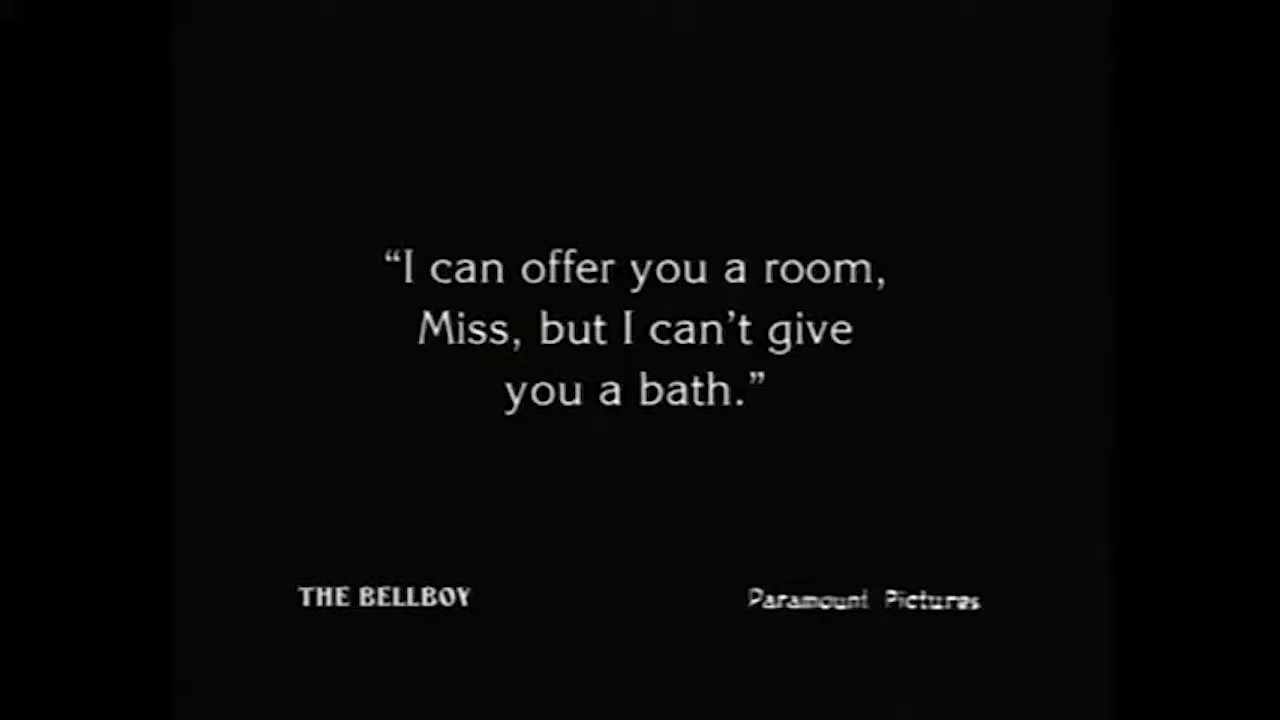 “I can offer you a room,
Miss, but I can’t give
you a bath.”
THE BELLBOY
Paramount Pictures